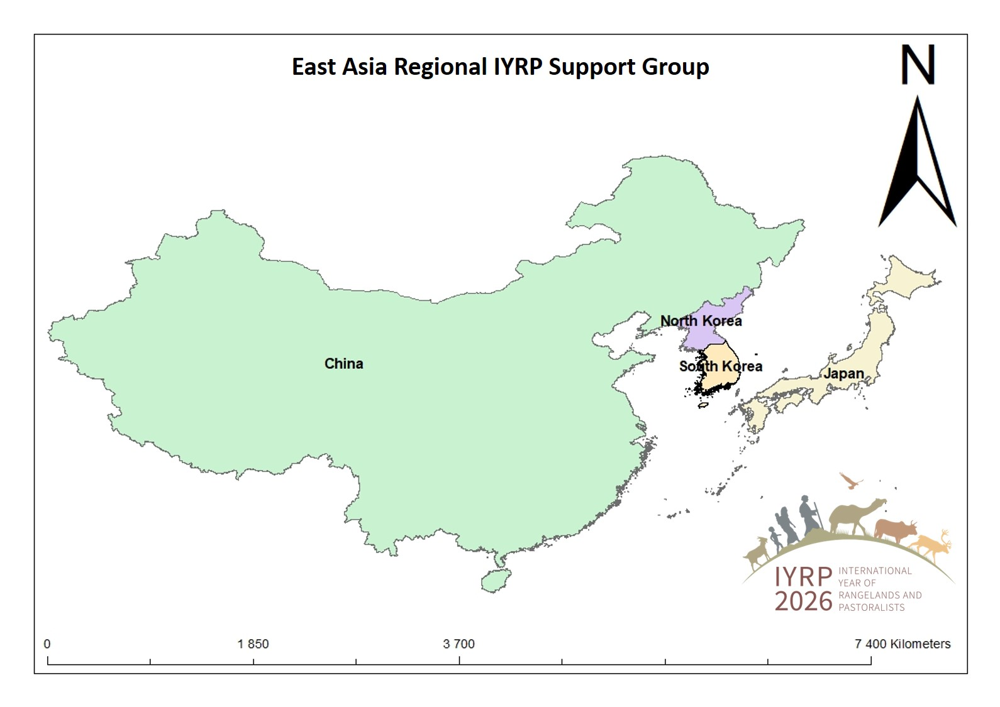 East Asia Regional IYRP Support Group
N
North Korea
China
South Korea
Japan
IYRP
2026
INTERNATIONAL
YEAR OF
RANGELANDS AND
PASTORALISTS
0 1 850 3 700 7 400 Kilometers